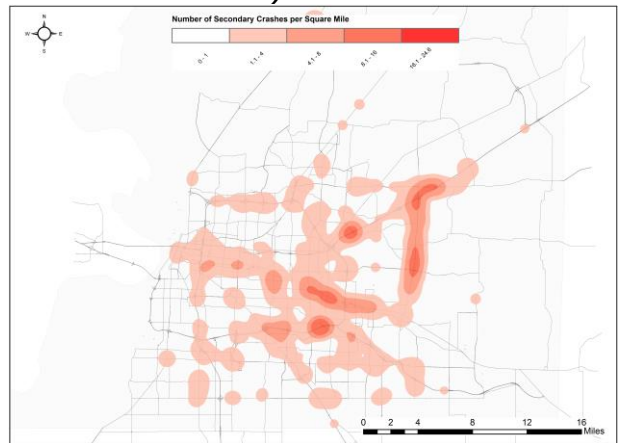 )
Number of Secondary Crashes per Square Mile
N
W E
S
0 - 1 1.1 - 4 4.1 - 8 8.1 - 16 16.1 - 24.6
0 2 4 8 12 16
Miles